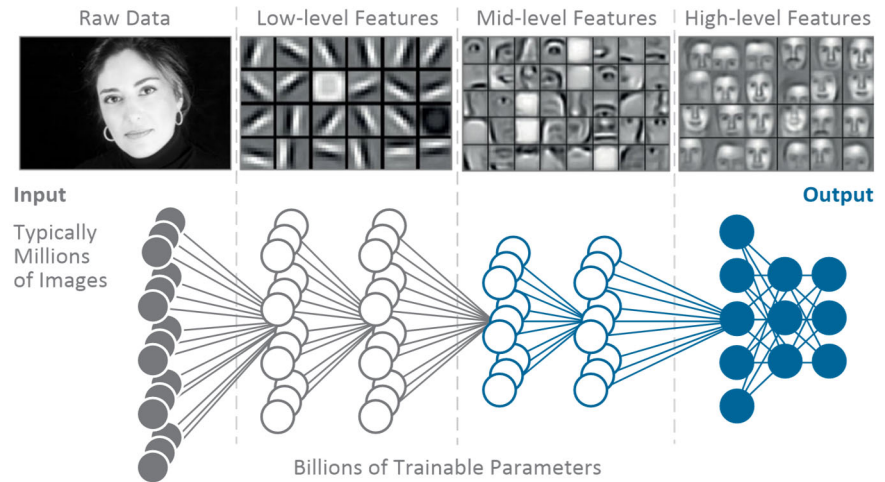 Raw Data
Low-level Features
Mid-level Features
High-level Features
Input
Output
Typically
Millions
of Images
Billions of Trainable Parameters